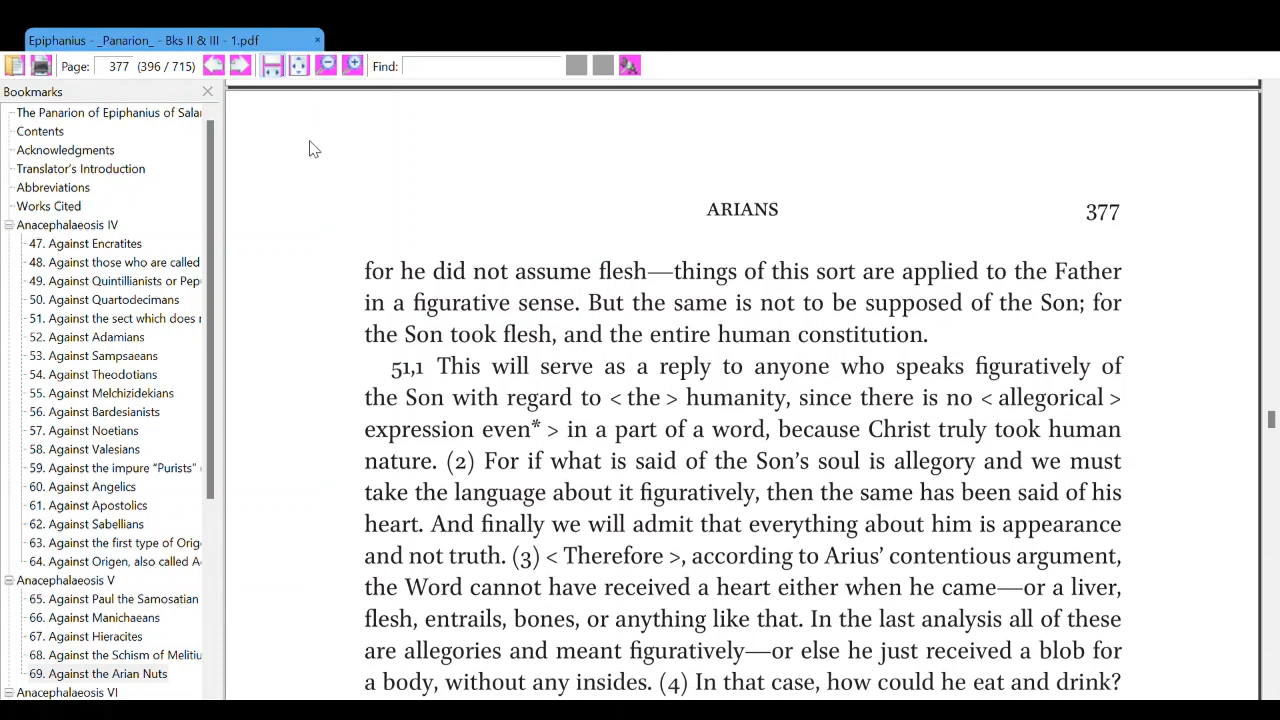 Epiphanius - _Panarion_ - Bks II & III - 1.pdf
Page: 377 (396 / 715) Find:
Bookmarks
The Panarion of Epiphanius of Salar
Contents
Acknowledgments
Translator's Introduction
Abbreviations
Works Cited
Anacephalaeosis IV
47. Against Encratites
48. Against those who are called
49. Against Quintillianists or Pep
50. Against Quartodecimans
51. Against the sect which does r
52. Against Adamians
53. Against Sampsaeans
54. Against Theodotians
55. Against Melchizidekians
56. Against Bardesianists
57. Against Noetians
58. Against Valesians
59. Against the impure "Purists" (
60. Against Angelics
61. Against Apostolics
62. Against Sabellians
63. Against the first type of Orig
64. Against Origen, also called A
Anacephalaeosis V
65. Against Paul the Samosatian
66. Against Manichaeans
67. Against Hieracites
68. Against the Schism of Melitiu
69. Against the Arian Nuts
Anacephalaeosis VI
ARIANS 377
for he did not assume flesh—things of this sort are applied to the Father
in a figurative sense. But the same is not to be supposed of the Son; for
the Son took flesh, and the entire human constitution.
51,1 This will serve as a reply to anyone who speaks figuratively of
the Son with regard to < the > humanity, since there is no < allegorical >
expression even* > in a part of a word, because Christ truly took human
nature. (2) For if what is said of the Son's soul is allegory and we must
take the language about it figuratively, then the same has been said of his
heart. And finally we will admit that everything about him is appearance
and not truth. (3) < Therefore >, according to Arius' contentious argument,
the Word cannot have received a heart either when he came—or a liver,
flesh, entrails, bones, or anything like that. In the last analysis all of these
are allegories and meant figuratively—or else he just received a blob for
a body, without any insides. (4) In that case, how could he eat and drink?